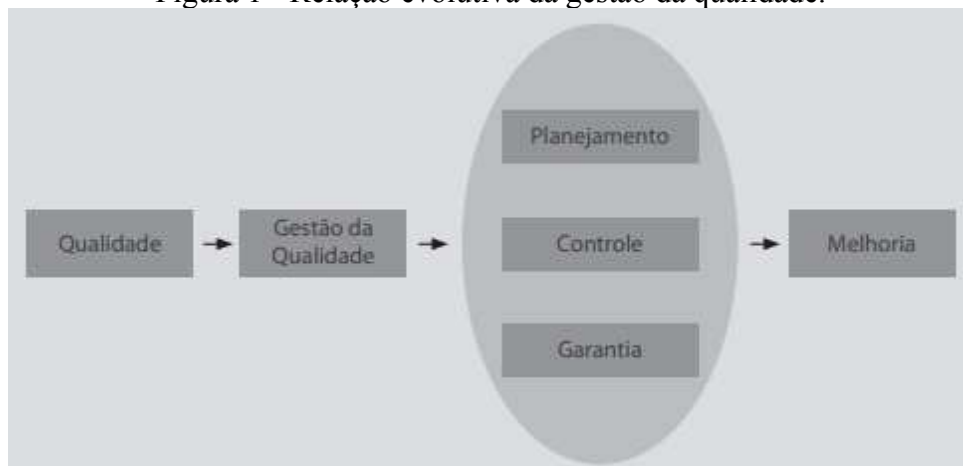 Figura 1 - Relação evolutiva da gestão da qualidade.
Planejamento
Qualidade
Gestão da
Qualidade
Controle
Melhoria
Garantia